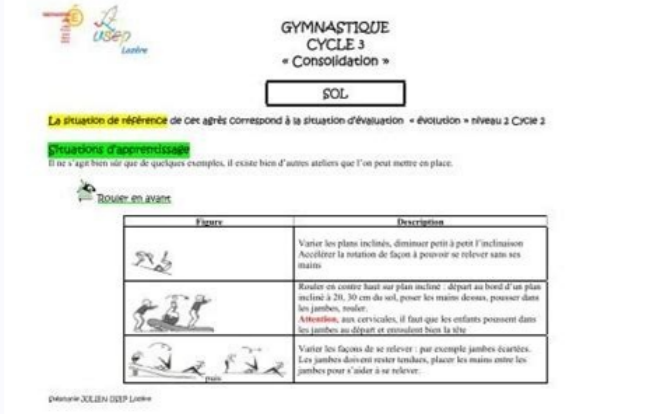 USEP
Lozère
GYMNASTIQUE
CYCLE 3
« Consolidation »
SOL
La situation de référence de cet agrès correspond à la situation d'évaluation « évolution » niveau 2 Cycle 2
Situations d'apprentissage
Il ne s'agit bien sûr que de quelques exemples, il existe bien d'autres ateliers que l'on peut mettre en place.
Rouler en avant
Figure
Description
Varier les plans inclinés, diminuer petit à petit l'inclinaison
Accélérer la rotation de façon à pouvoir se relever sans ses
mains
Rouler en contre haut sur plan incliné : départ au bord d'un plan
incliné à 20, 30 cm du sol, poser les mains dessus, pousser dans
les jambes, rouler.
Attention, aux cervicales, il faut que les enfants poussent dans
les jambes au départ et enroulent bien la tête
Varier les façons de se relever : par exemple jambes écartées.
Les jambes doivent rester tendues, placer les mains entre les
jambes pour s'aider à se relever.
Stéphanie JULIEN USEP Lozère